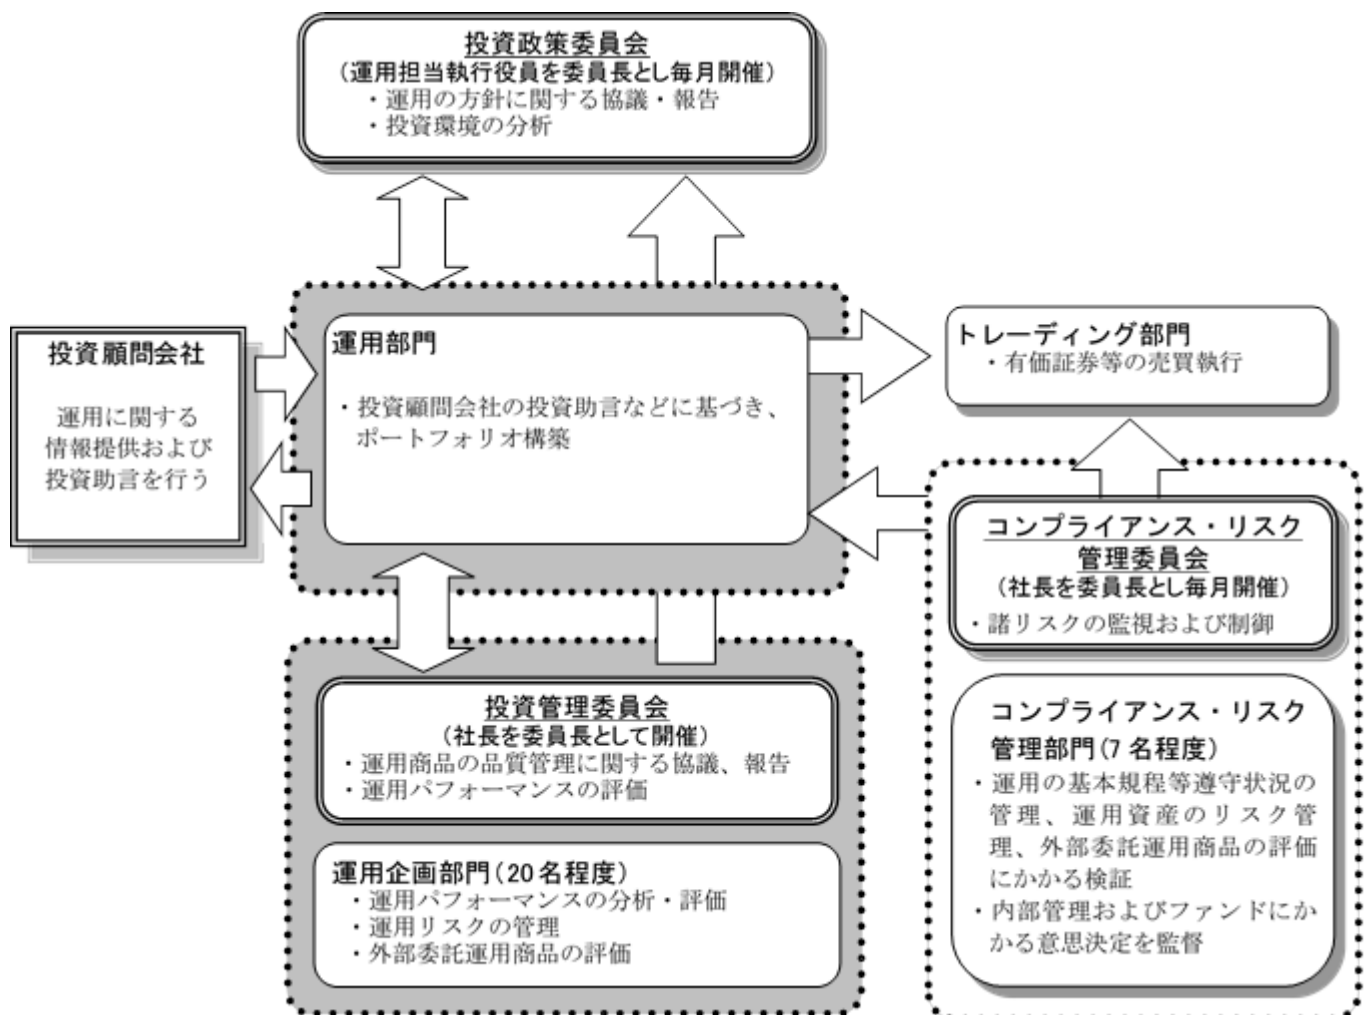 投資政策委員会
（運用担当執行役員を委員長とし毎月開催）
・運用の方針に関する協議・報告
・投資環境の分析
投資顧問会社
運用に関する
情報提供および
投資助言を行う
運用部門
・投資顧問会社の投資助言などに基づき、
ポートフォリオ構築
トレーディング部門
・有価証券等の売買執行
コンプライアンス・リスク
管理委員会
（社長を委員長とし毎月開催）
・諸リスクの監視および制御
コンプライアンス・リスク
管理部門（7名程度）
・運用の基本規程等遵守状況の
管理、運用資産のリスク管
理、外部委託運用商品の評価
にかかる検証
・内部管理およびファンドにか
かる意思決定を監督
投資管理委員会
（社長を委員長として開催）
・運用商品の品質管理に関する協議、報告
・運用パフォーマンスの評価
運用企画部門（20名程度）
・運用パフォーマンスの分析・評価
・運用リスクの管理
・外部委託運用商品の評価